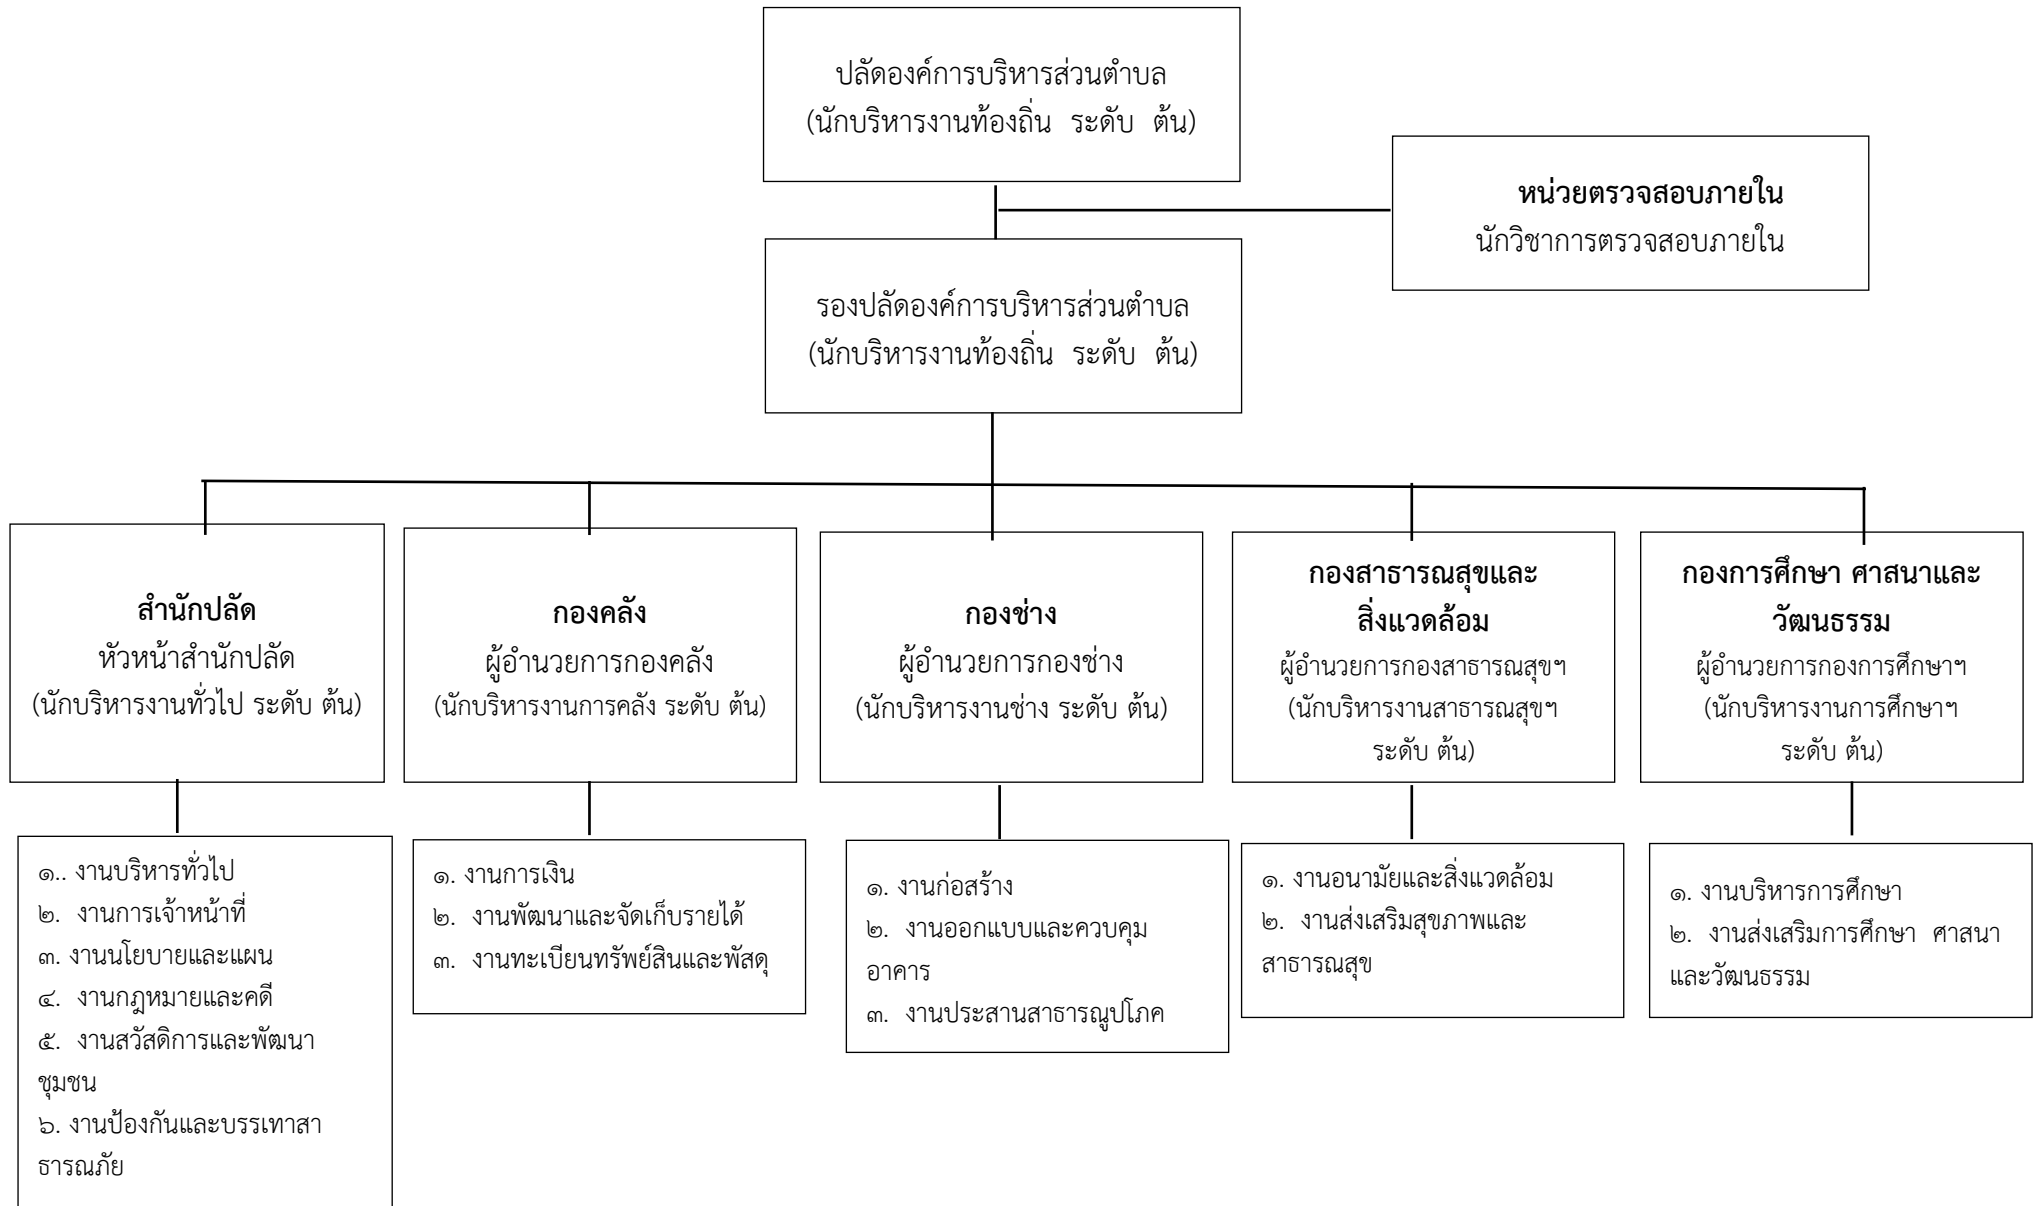 ปลัดองค์การบริหารส่วนตำบล
(นักบริหารงานท้องถิ่น ระดับ ต้น)
หน่วยตรวจสอบภายใน
นักวิชาการตรวจสอบภายใน
รองปลัดองค์การบริหารส่วนตำบล
(นักบริหารงานท้องถิ่น ระดับ ต้น)
สำนักปลัด
หัวหน้าสำนักปลัด
(นักบริหารงานทั่วไป ระดับ ต้น)
กองคลัง
ผู้อำนวยการกองคลัง
(นักบริหารงานการคลัง ระดับ ต้น)
กองช่าง
ผู้อำนวยการกองช่าง
(นักบริหารงานช่าง ระดับ ต้น)
กองสาธารณสุขและ
สิ่งแวดล้อม
ผู้อำนวยการกองสาธารณสุขฯ
(นักบริหารงานสาธารณสุขฯ
ระดับ ต้น)
กองการศึกษา ศาสนาและ
วัฒนธรรม
ผู้อำนวยการกองการศึกษาฯ
(นักบริหารงานการศึกษาฯ
ระดับ ต้น)
๑.. งานบริหารทั่วไป
๒. งานการเจ้าหน้าที่
๓. งานนโยบายและแผน
๔. งานกฎหมายและคดี
๕. งานสวัสดิการและพัฒนา
ชุมชน
๖. งานป้องกันและบรรเทาสา
ธารณภัย
๑. งานการเงิน
๒. งานพัฒนาและจัดเก็บรายได้
๓. งานทะเบียนทรัพย์สินและพัสดุ
๑. งานก่อสร้าง
๒. งานออกแบบและควบคุม
อาคาร
๓. งานประสานสาธารณูปโภค
๑. งานอนามัยและสิ่งแวดล้อม
๒. งานส่งเสริมสุขภาพและ
สาธารณสุข
๑. งานบริหารการศึกษา
๒. งานส่งเสริมการศึกษา ศาสนา
และวัฒนธรรม